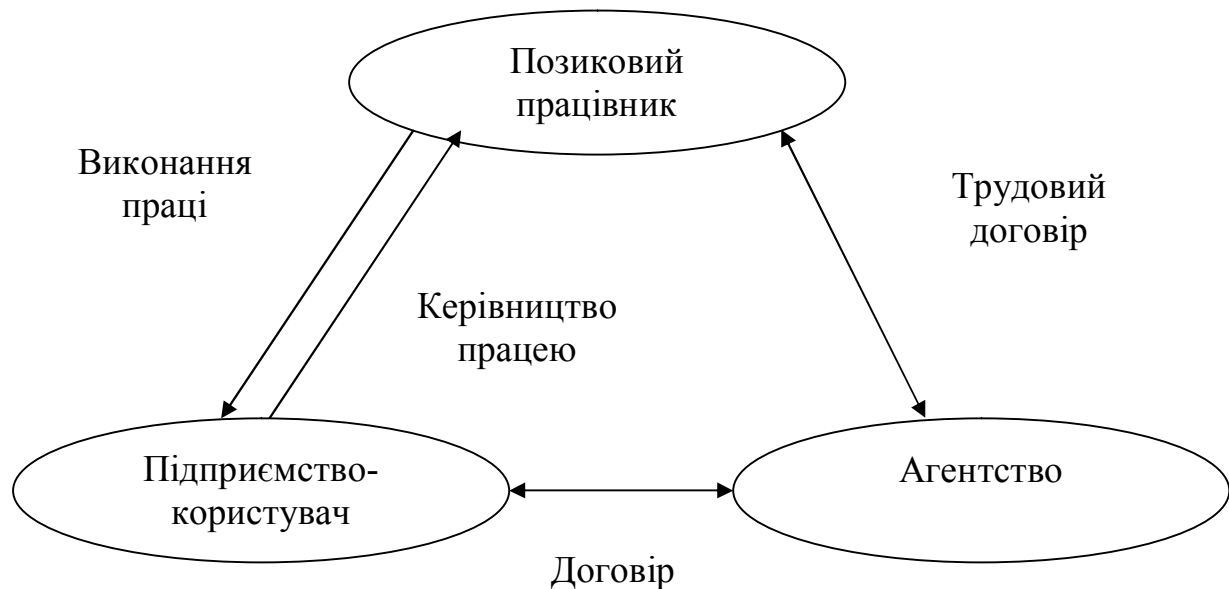 Позиковий
працівник
Виконання
праці
Трудовий
договір
Керівництво
працею
Підприємство-
користувач
Агентство
Договір